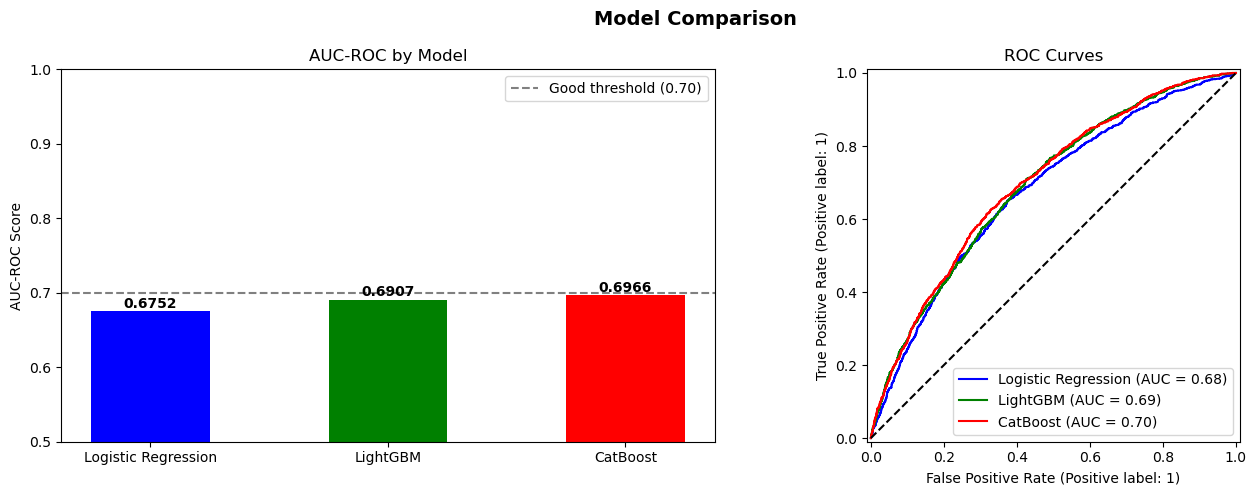 Model Comparison
AUC-ROC by Model
AUC-ROC Score
1.0
0.9
0.8
0.7
0.6
0.5
Good threshold (0.70)
0.6752
0.6907
0.6966
Logistic Regression
LightGBM
CatBoost
ROC Curves
True Positive Rate (Positive label: 1)
1.0
0.8
0.6
0.4
0.2
0.0
Logistic Regression (AUC = 0.68)
LightGBM (AUC = 0.69)
CatBoost (AUC = 0.70)
0.0 0.2 0.4 0.6 0.8 1.0
False Positive Rate (Positive label: 1)